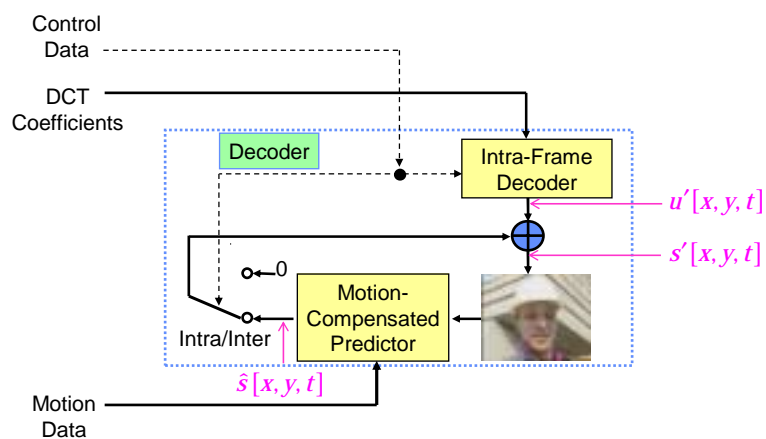 Control
Data
DCT
Coefficients
Decoder
Intra-Frame
Decoder
u′[x, y, t]
s′[x, y, t]
0
Motion-
Compensated
Predictor
Intra/Inter
ŝ[x, y, t]
Motion
Data